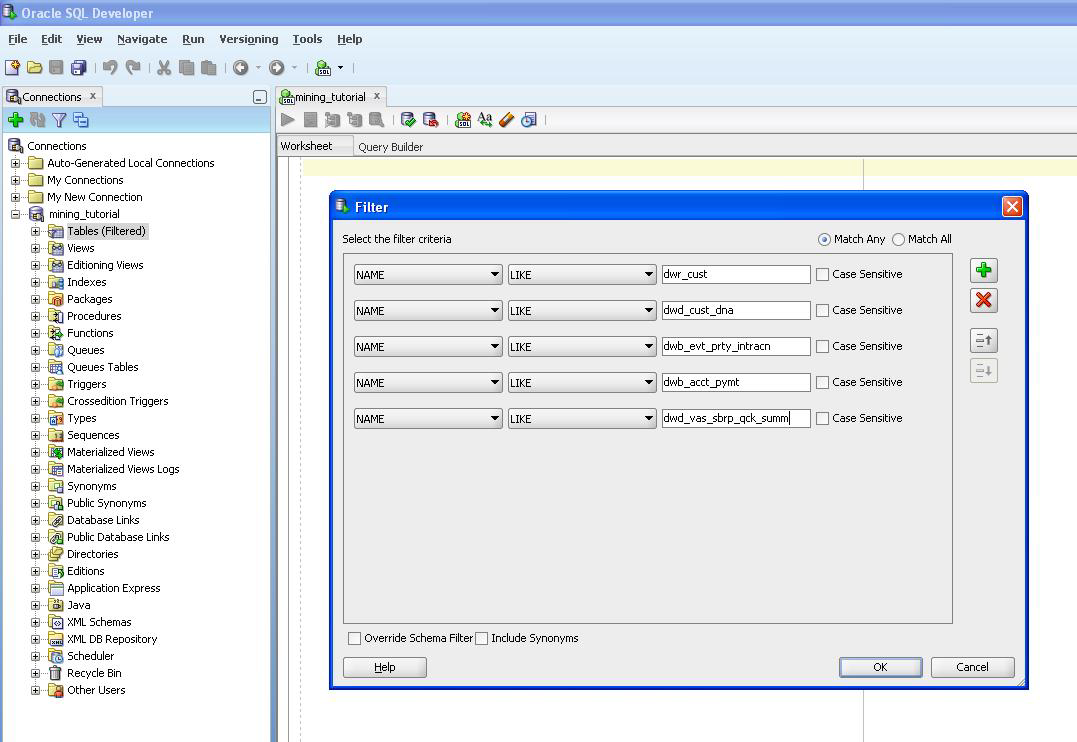 Oracle SQL Developer
File Edit View Navigate Run Versioning Tools Help
Connections x
mining_tutorial x
Worksheet Query Builder
Connections
Auto-Generated Local Connections
My Connections
My New Connection
mining_tutorial
Tables (Filtered)
Views
Editioning Views
Indexes
Packages
Procedures
Functions
Queues
Queues Tables
Triggers
Crossedition Triggers
Types
Sequences
Materialized Views
Materialized Views Logs
Synonyms
Public Synonyms
Database Links
Public Database Links
Directories
Editions
Application Express
Java
XML Schemas
XML DB Repository
Scheduler
Recycle Bin
Other Users
Filter
Select the filter criteria Match Any Match All
NAME LIKE dwr_cust Case Sensitive
NAME LIKE dwd_cust_dna Case Sensitive
NAME LIKE dwb_evt_prty_intracn Case Sensitive
NAME LIKE dwb_acct_pymt Case Sensitive
NAME LIKE dwd_vas_sbrp_qck_summ Case Sensitive
Override Schema Filter Include Synonyms
Help OK Cancel